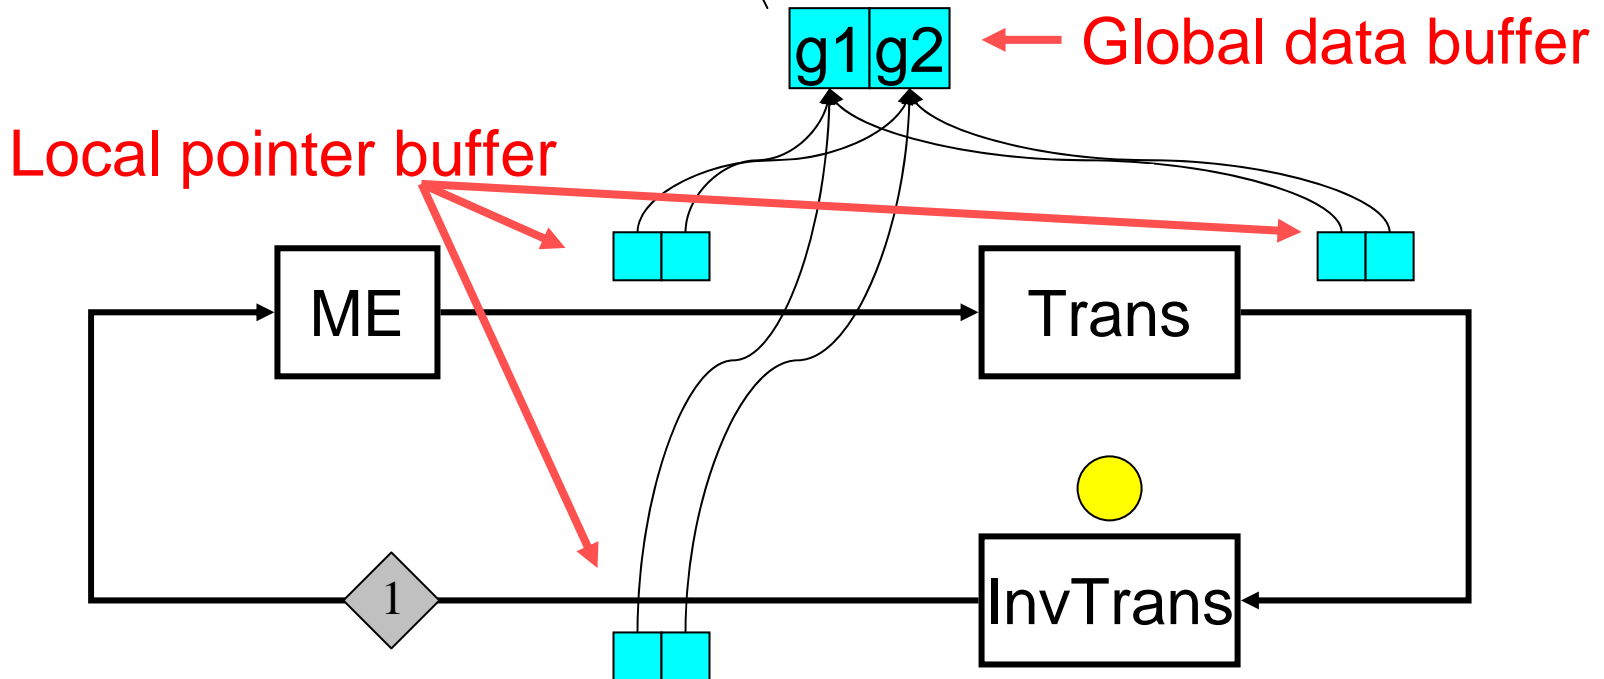 g1 g2
Global data buffer
Local pointer buffer
ME
Trans
1
InvTrans